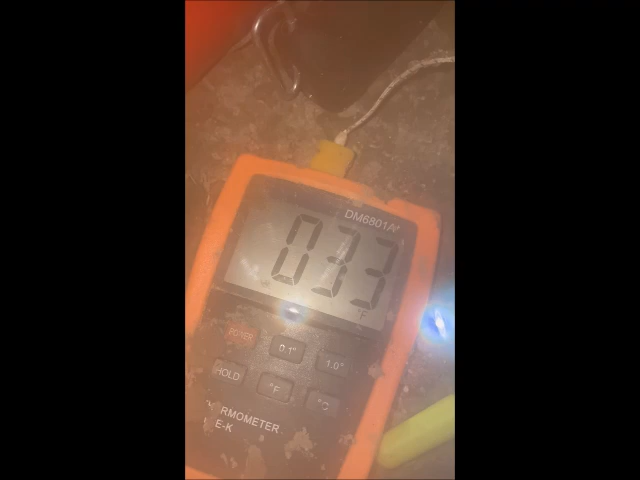 DM6801A+
033
°F
POWER
0.1°
1.0°
HOLD
°F
°C
RMOMETER
E-K